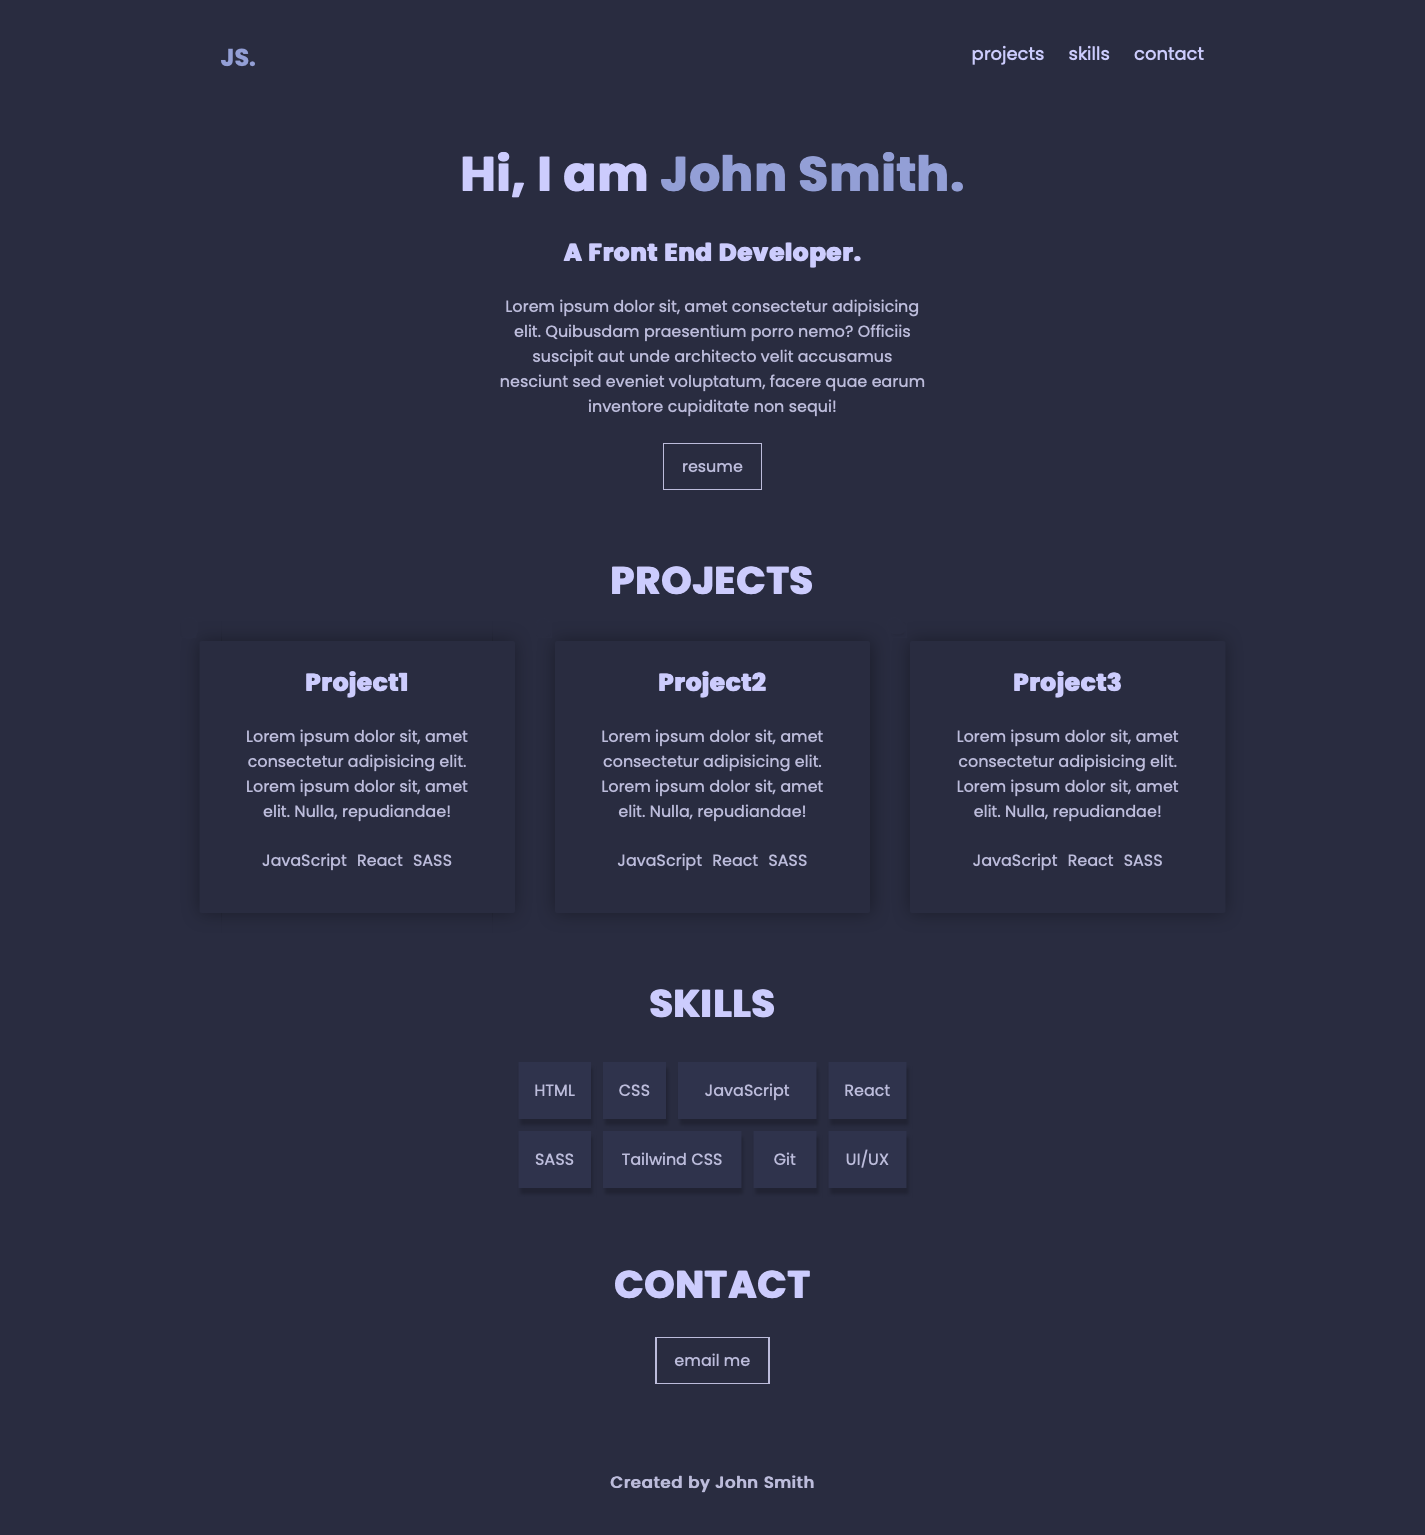 JS.
projects skills contact
Hi, I am John Smith.
A Front End Developer.
Lorem ipsum dolor sit, amet consectetur adipisicing
elit. Quibusdam praesentium porro nemo? Officiis
suscipit aut unde architecto velit accusamus
nesciunt sed eveniet voluptatum, facere quae earum
inventore cupiditate non sequi!
resume
PROJECTS
Project1
Lorem ipsum dolor sit, amet
consectetur adipisicing elit.
Lorem ipsum dolor sit, amet
elit. Nulla, repudiandae!
JavaScript React SASS
Project2
Lorem ipsum dolor sit, amet
consectetur adipisicing elit.
Lorem ipsum dolor sit, amet
elit. Nulla, repudiandae!
JavaScript React SASS
Project3
Lorem ipsum dolor sit, amet
consectetur adipisicing elit.
Lorem ipsum dolor sit, amet
elit. Nulla, repudiandae!
JavaScript React SASS
SKILLS
HTML CSS JavaScript React
SASS Tailwind CSS Git UI/UX
CONTACT
email me
Created by John Smith